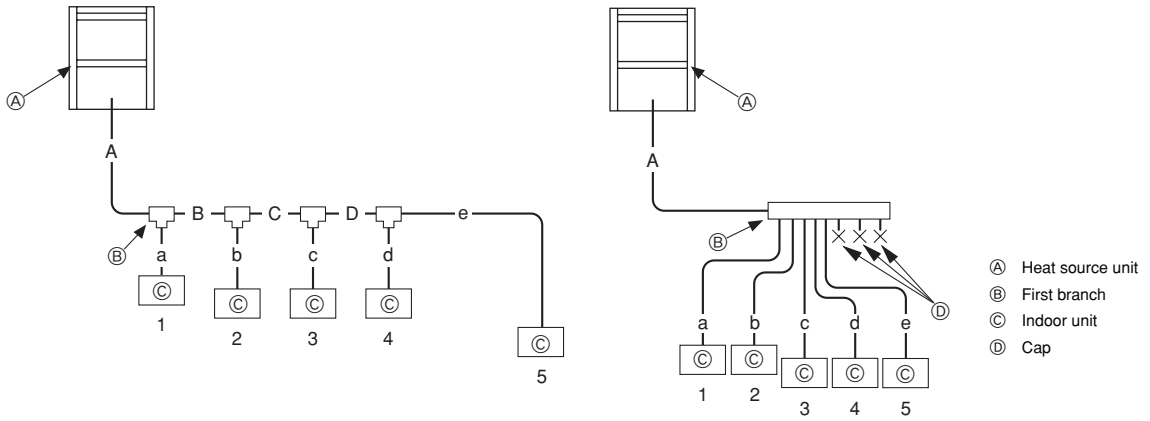 Ⓐ
A
B
C
D
e
Ⓑ
a
b
c
d
Ⓒ
Ⓒ
Ⓒ
Ⓒ
1
2
3
4
Ⓒ
5
Ⓐ
A
Ⓑ
Ⓓ
a
b
c
d
e
Ⓒ
Ⓒ
Ⓒ
Ⓒ
Ⓒ
1
2
3
4
5
Ⓐ Heat source unit
Ⓑ First branch
Ⓒ Indoor unit
Ⓓ Cap